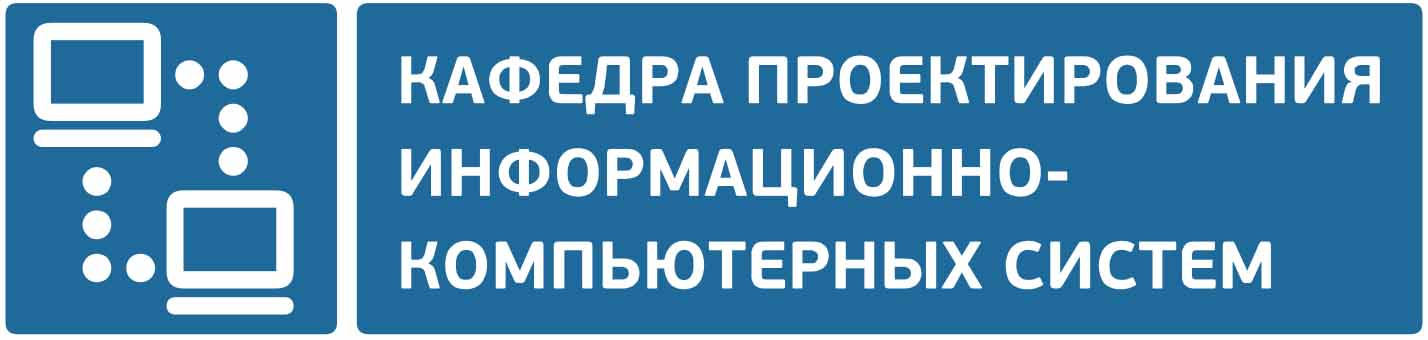 КАФЕДРА ПРОЕКТИРОВАНИЯ
ИНФОРМАЦИОННО-
КОМПЬЮТЕРНЫХ СИСТЕМ